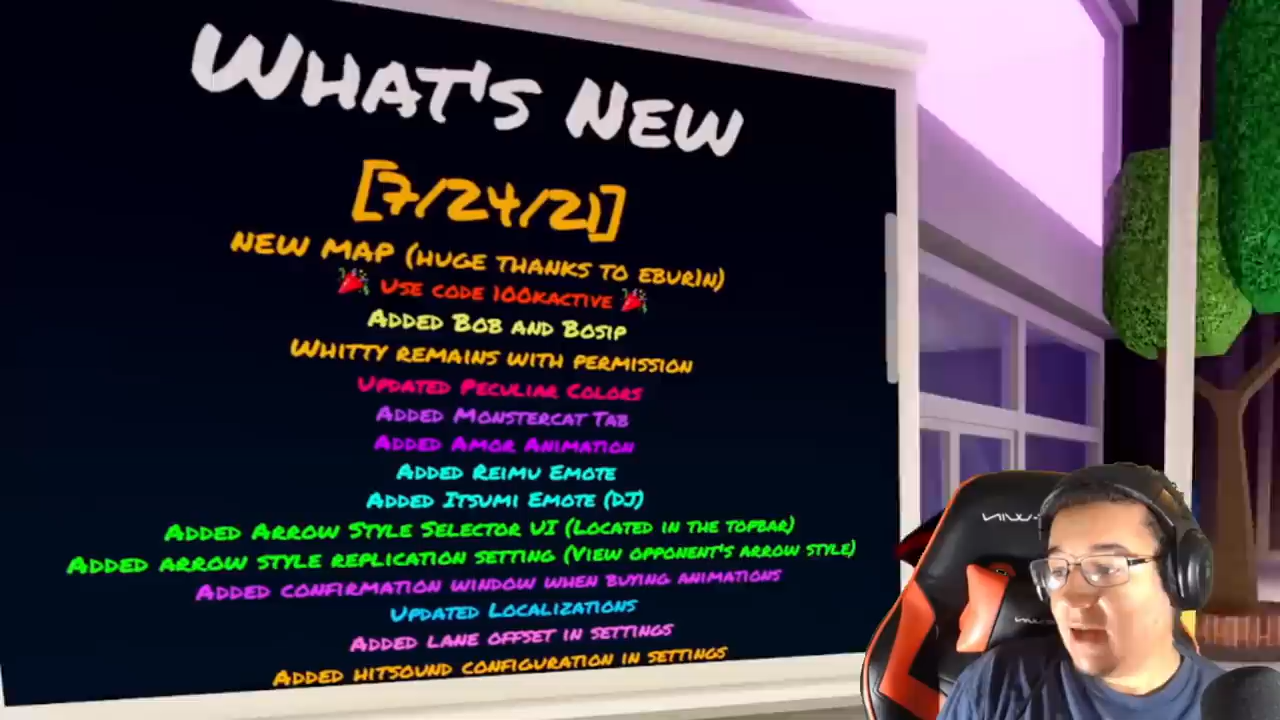 What's New
[7/24/21]
New Map (Huge thanks to Eburin)
🎉 Use code 100KActive 🎉
Added Bob and Bosip
Whitty remains with permission
Updated Peculiar Colors
Added Monstercat Tab
Added Amor Animation
Added Reimu Emote
Added Itsumi Emote (DJ)
Added Arrow Style Selector UI (Located in the topbar)
Added arrow style replication setting (View opponent's arrow style)
Added confirmation window when buying animations
Updated Localizations
Added lane offset in settings
Added hitsound configuration in settings